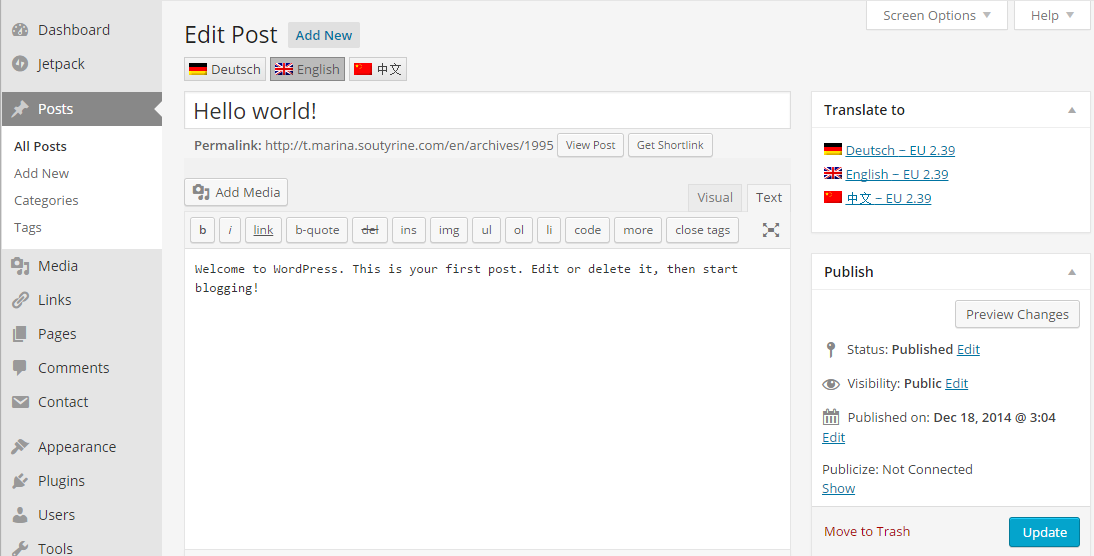 Dashboard
Jetpack
Posts
All Posts
Add New
Categories
Tags
Media
Links
Pages
Comments
Contact
Appearance
Plugins
Users
Tools
Screen Options
Help
Edit Post Add New
Deutsch English 中文
Hello world!
Permalink: http://t.marina.soutyrine.com/en/archives/1995 View Post Get Shortlink
Add Media
Visual Text
b i link b-quote del ins img ul ol li code more close tags
Welcome to WordPress. This is your first post. Edit or delete it, then start
blogging!
Translate to
Deutsch – EU 2.39
English – EU 2.39
中文 – EU 2.39
Publish
Preview Changes
Status: Published Edit
Visibility: Public Edit
Published on: Dec 18, 2014 @ 3:04
Edit
Publicize: Not Connected
Show
Move to Trash Update